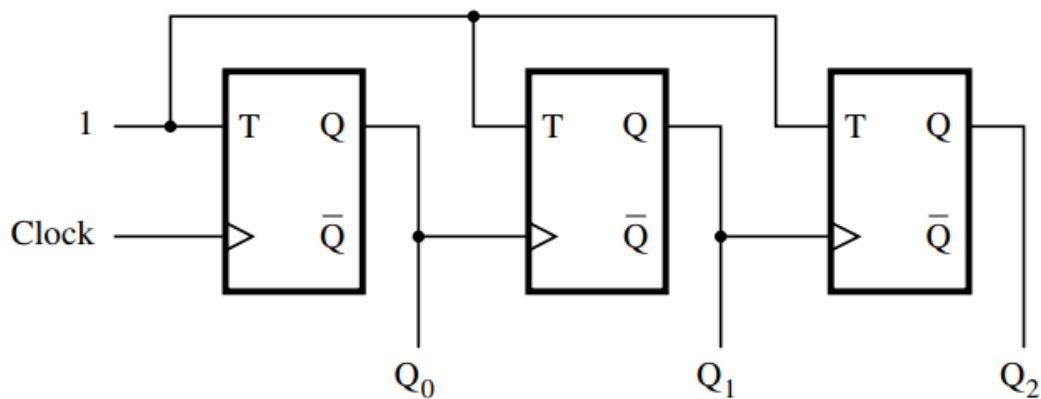 1 T Q T Q T Q
Clock Q̅ Q̅ Q̅
Q₀ Q₁ Q₂